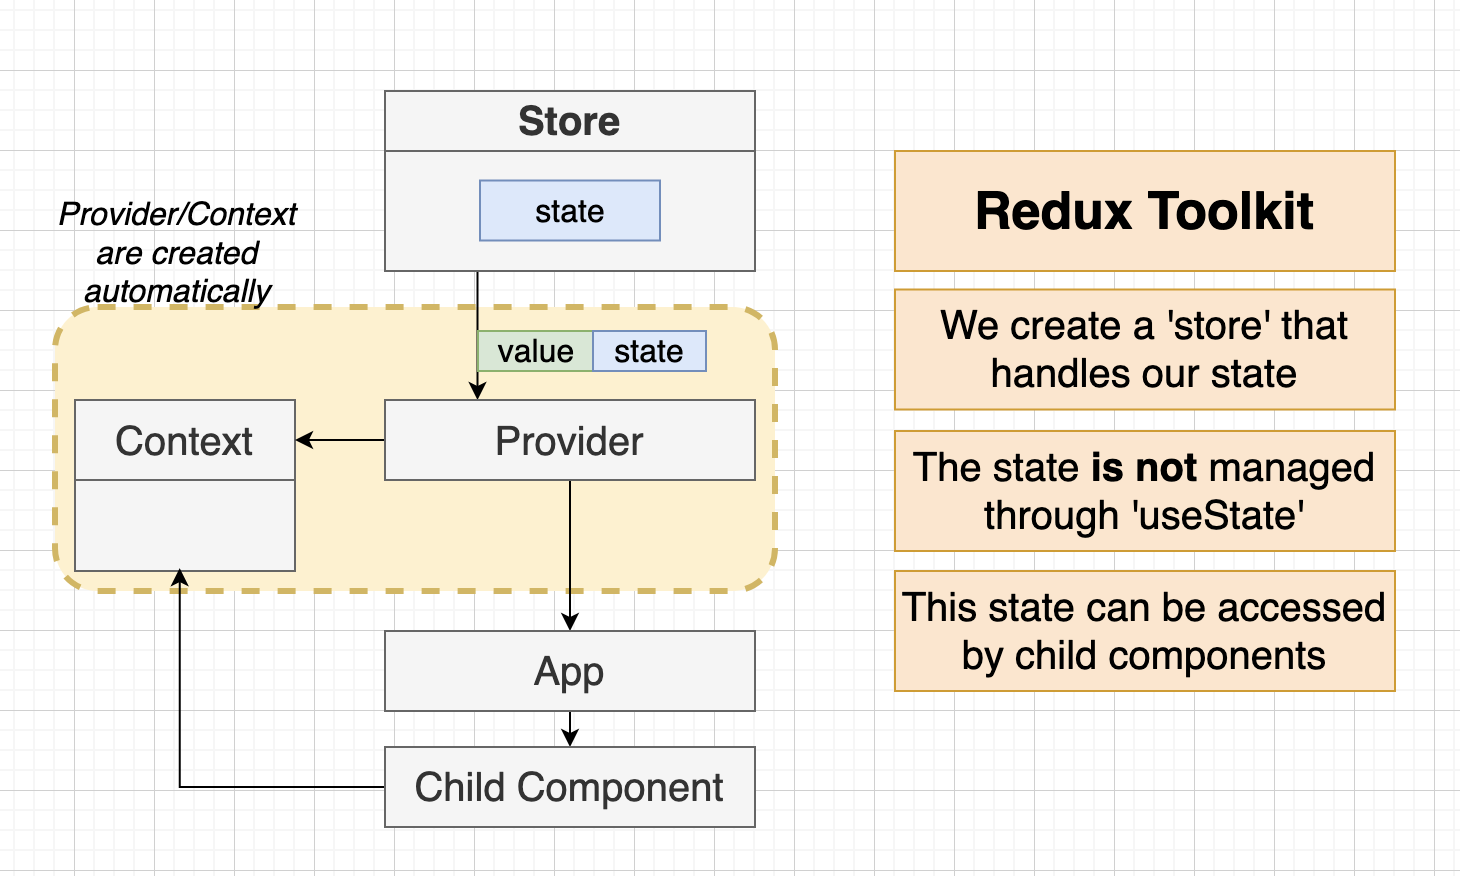 Store
state
Provider/Context
are created
automatically
value
state
Context
Provider
App
Child Component
Redux Toolkit
We create a 'store' that
handles our state
The state is not managed
through 'useState'
This state can be accessed
by child components